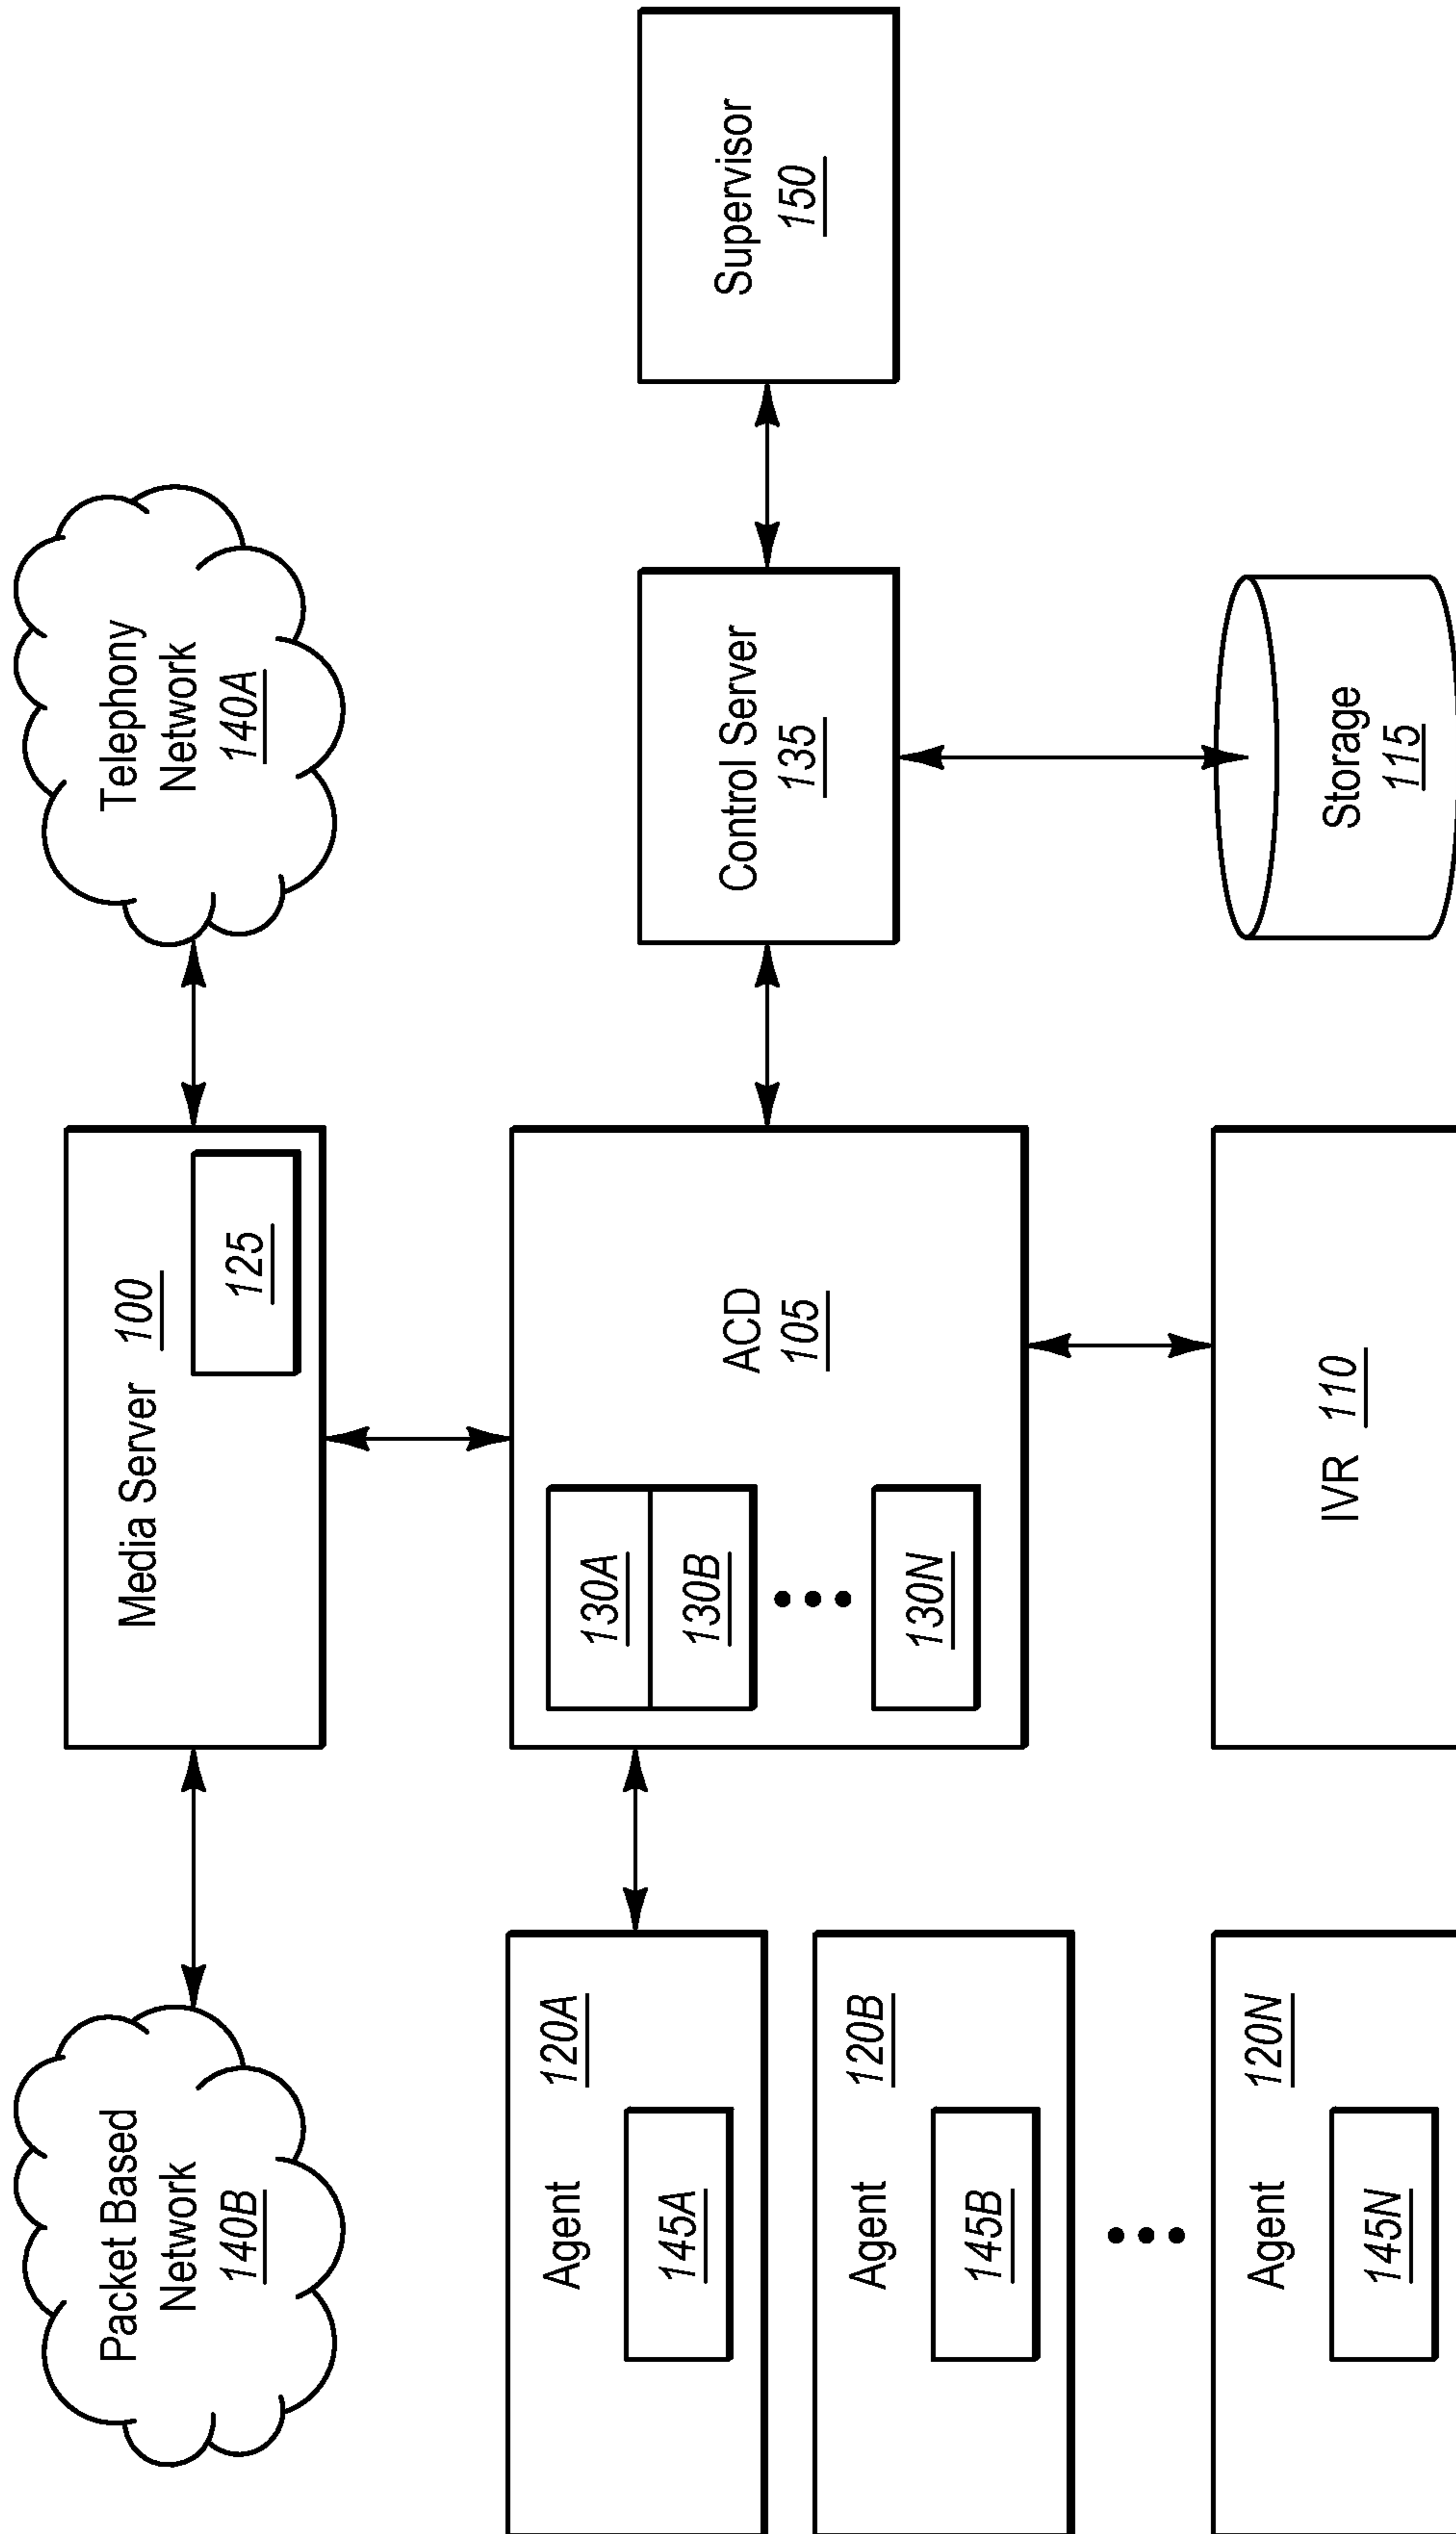 Packet Based
Network
140B
Media Server 100
125
Telephony
Network
140A
Agent 120A
145A
Agent 120B
145B
Agent 120N
145N
130A
130B
130N
ACD
105
Control Server
135
Supervisor
150
IVR 110
Storage
115